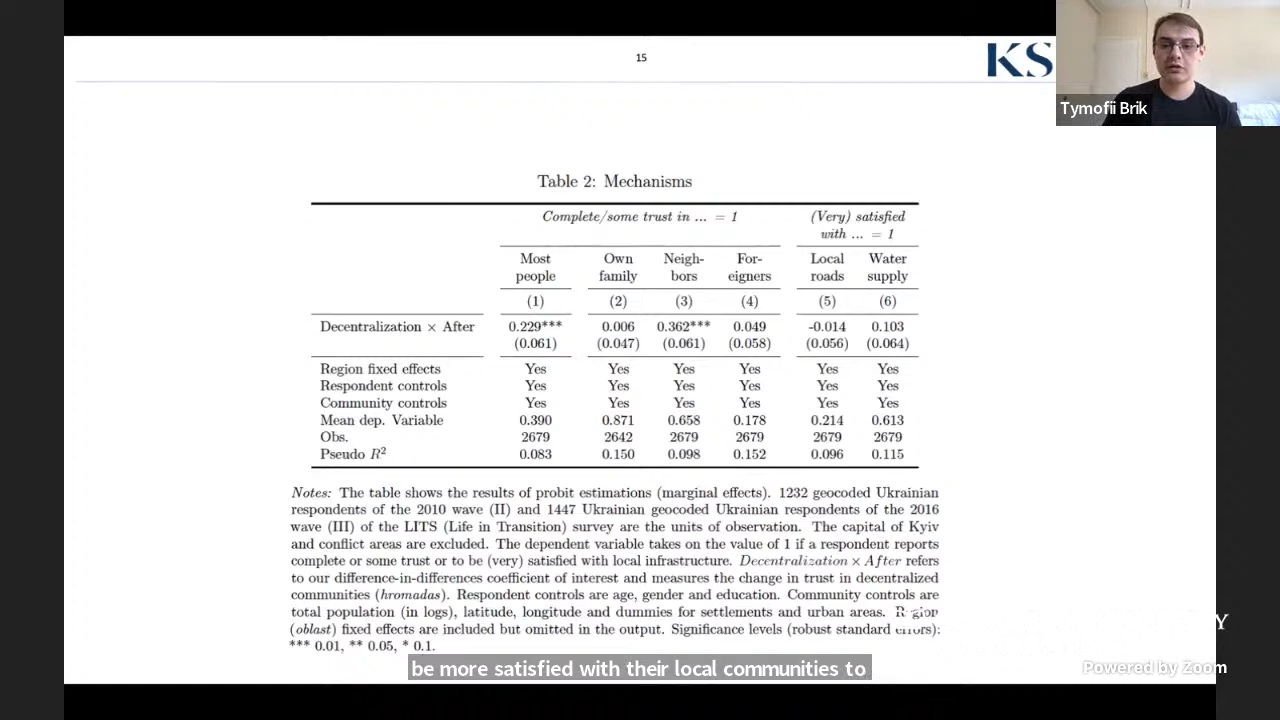 15
KS
Tymofii Brik
Table 2: Mechanisms
Complete/some trust in ... = 1 (Very) satisfied
with ... = 1
Most Own Neigh- For- Local Water
people family bors eigners roads supply
(1) (2) (3) (4) (5) (6)
Decentralization × After 0.229*** 0.006 0.362*** 0.049 -0.014 0.103
(0.061) (0.047) (0.061) (0.058) (0.056) (0.064)
Region fixed effects Yes Yes Yes Yes Yes Yes
Respondent controls Yes Yes Yes Yes Yes Yes
Community controls Yes Yes Yes Yes Yes Yes
Mean dep. Variable 0.390 0.871 0.658 0.178 0.214 0.613
Obs. 2679 2642 2679 2679 2679 2679
Pseudo R² 0.083 0.150 0.098 0.152 0.096 0.115
Notes: The table shows the results of probit estimations (marginal effects). 1232 geocoded Ukrainian
respondents of the 2010 wave (II) and 1447 Ukrainian geocoded Ukrainian respondents of the 2016
wave (III) of the LITS (Life in Transition) survey are the units of observation. The capital of Kyiv
and conflict areas are excluded. The dependent variable takes on the value of 1 if a respondent reports
complete or some trust or to be (very) satisfied with local infrastructure. Decentralization × After refers
to our difference-in-differences coefficient of interest and measures the change in trust in decentralized
communities (hromadas). Respondent controls are age, gender and education. Community controls are
total population (in logs), latitude, longitude and dummies for settlements and urban areas. Region
(oblast) fixed effects are included but omitted in the output. Significance levels (robust standard errors):
*** 0.01, ** 0.05, * 0.1.
Y
be more satisfied with their local communities to
Powered by Zoom